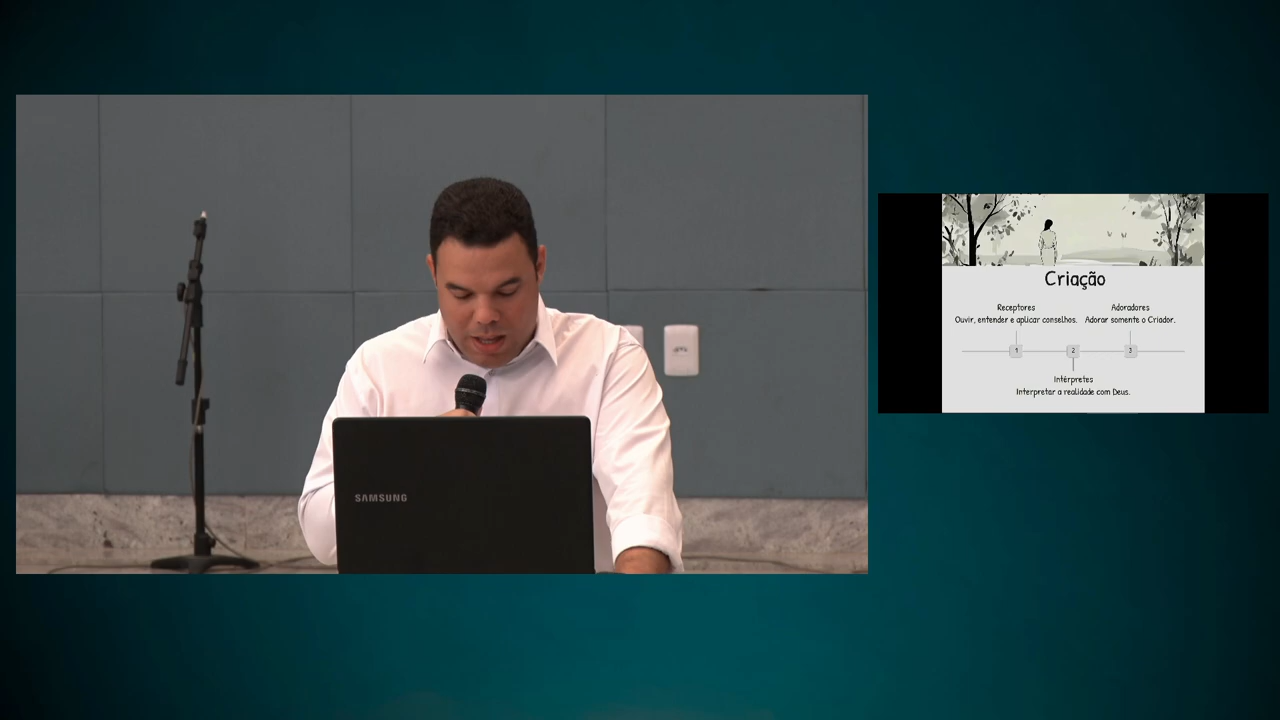 SAMSUNG
Criação
Receptores
Ouvir, entender e aplicar conselhos.
Adoradores
Adorar somente o Criador.
1
2
3
Intérpretes
Interpretar a realidade com Deus.